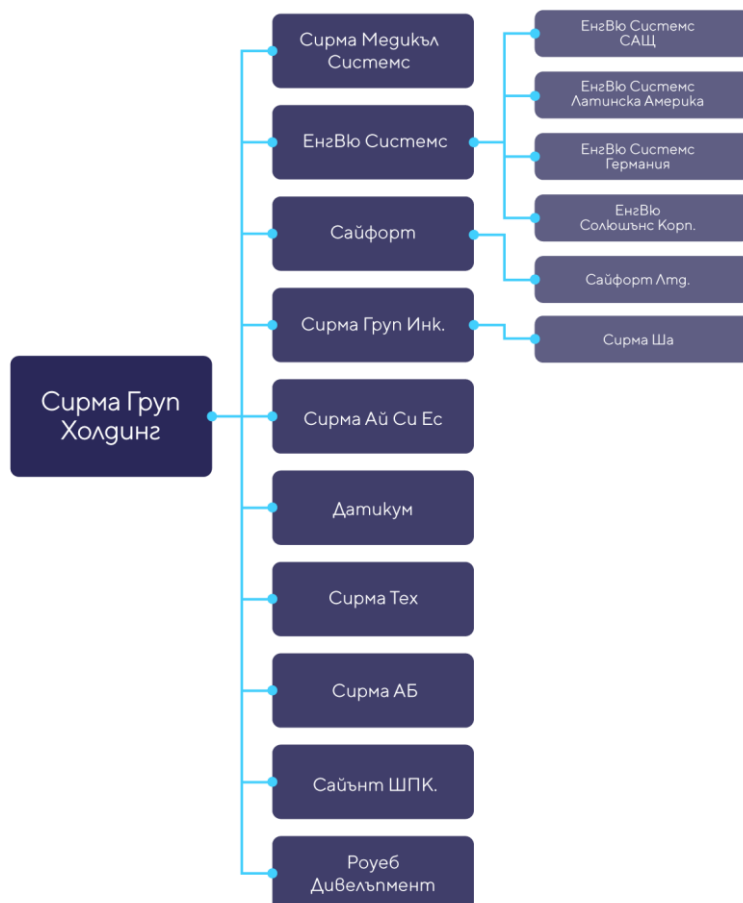 Сирма Груп
Холдинг
Сирма Медикъл
Системс
ЕнгВю Системс
Сайфорт
Сирма Груп Инк.
Сирма Ай Си Ес
Датикум
Сирма Тех
Сирма АБ
Сайънт ШПК.
Роуеб
Дивелъпмент
ЕнгВю Системс
САЩ
ЕнгВю Системс
Латинска Америка
ЕнгВю Системс
Германия
ЕнгВю
Солюшънс Корп.
Сайфорт Лтд.
Сирма Ша